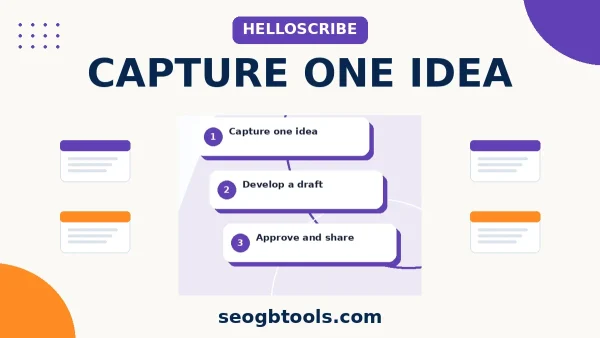 HELLOSCRIBE
CAPTURE ONE IDEA
1 Capture one idea
2 Develop a draft
3 Approve and share
seogbtools.com